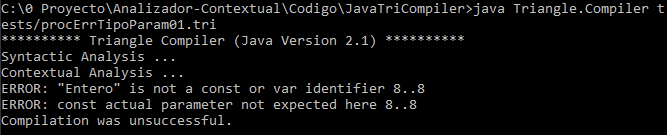 C:\0 Proyecto\Analizador-Contextual\Codigo\JavaTriCompiler>java Triangle.Compiler t
ests/procErrTipoParam01.tri
********** Triangle Compiler (Java Version 2.1) **********
Syntactic Analysis ...
Contextual Analysis ...
ERROR: "Entero" is not a const or var identifier 8..8
ERROR: const actual parameter not expected here 8..8
Compilation was unsuccessful.